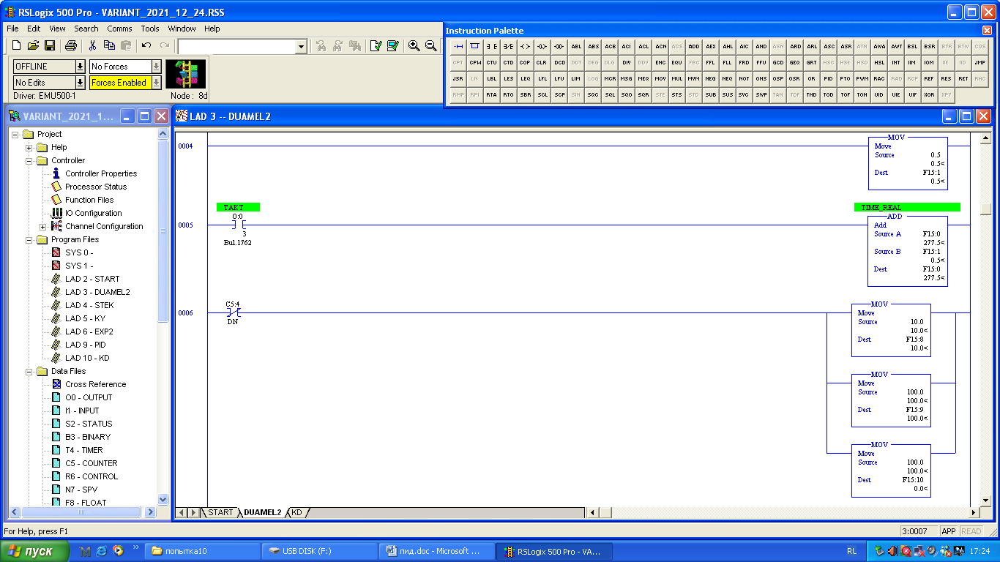 RSLogix 500 Pro - VARIANT_2021_12_24.RSS
File Edit View Search Comms Tools Window Help
Instruction Palette
ABL ABS ACB ACI ACL ACN ACS ADD AEX AHL AIC AND ASN ARD ARL ASC ASR ATN AWA AWT BSL BSR BTR BTW COS
CPT CPW CTU CTD COP CLR DCD DDT DEG DLG DIV ENC EQU FFL FLL FFU FRD FFU GCD GEQ GRT HSC HSE HSD HSL INT IIM IOM IIE IID JMP
JSR LN LBL LES LEQ LFL LFU LIM LOG MCR MSG MEQ MOV MUL MVM NEG NEQ NOT ONS OSF OSR OR PID PTO PWM RAC RAD RCP REF RES RET RHC
RMP RPI RTA RTO SBR SCL SCP SIN SQC SQL SQO SQR STE STS STD SUB SUS SVC SWP TAN TDF TND TOD TOF TON UID UIE UIF XOR XPY
OFFLINE No Forces
No Edits Forces Enabled
Driver: EMU500-1 Node : 8d
VARIANT_2021_1...
Project
Help
Controller
Controller Properties
Processor Status
Function Files
IO Configuration
Channel Configuration
Program Files
SYS 0 -
SYS 1 -
LAD 2 - START
LAD 3 - DUAMEL2
LAD 4 - STEK
LAD 5 - KY
LAD 6 - EXP2
LAD 9 - PID
LAD 10 - KD
Data Files
Cross Reference
O0 - OUTPUT
I1 - INPUT
S2 - STATUS
B3 - BINARY
T4 - TIMER
C5 - COUNTER
R6 - CONTROL
N7 - SPV
F8 - FLOAT
LAD 3 -- DUAMEL2
0004
MOV
Move
Source 0.5
0.5<
Dest F15:1
0.5<
TAKT
O:0
0005
3
Bul.1762
TIME_REAL
ADD
Add
Source A F15:0
277.5<
Source B F15:1
0.5<
Dest F15:0
277.5<
C5:4
0006
DN
MOV
Move
Source 10.0
10.0<
Dest F15:8
10.0<
MOV
Move
Source 100.0
100.0<
Dest F15:9
100.0<
MOV
Move
Source 100.0
100.0<
Dest F15:10
0.0<
START DUAMEL2 KD
For Help, press F1
3:0007 APP READ
пуск
попытка10
USB DISK (F:)
пид.doc - Microsoft ...
RSLogix 500 Pro - VA...
RL
17:24